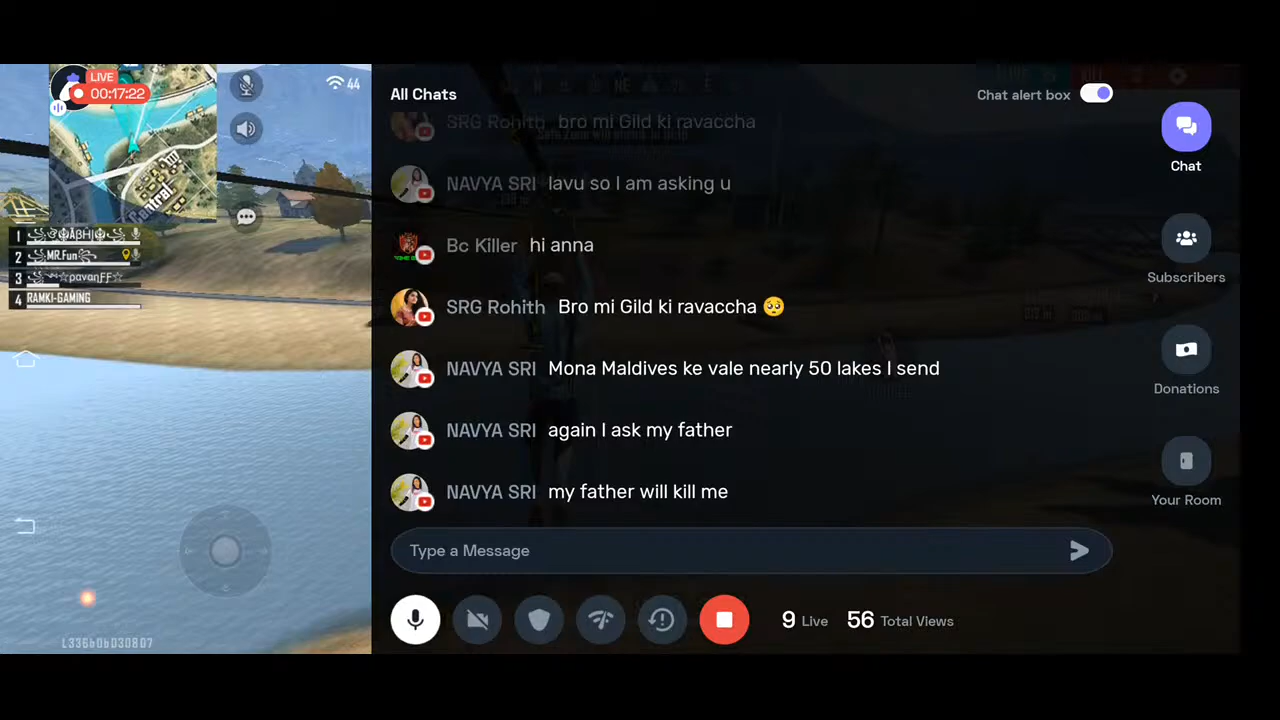 LIVE
00:17:22
44
Central
1
2 MR.Fun
3 pavanFF
4 RAMKI-GAMING
L336b0b030807
All Chats
Chat alert box
SRG Rohith bro mi Gild ki ravaccha
NAVYA SRI lavu so I am asking u
Bc Killer hi anna
SRG Rohith Bro mi Gild ki ravaccha 🥺
NAVYA SRI Mona Maldives ke vale nearly 50 lakes I send
NAVYA SRI again I ask my father
NAVYA SRI my father will kill me
Type a Message
9 Live 56 Total Views
Chat
Subscribers
Donations
Your Room